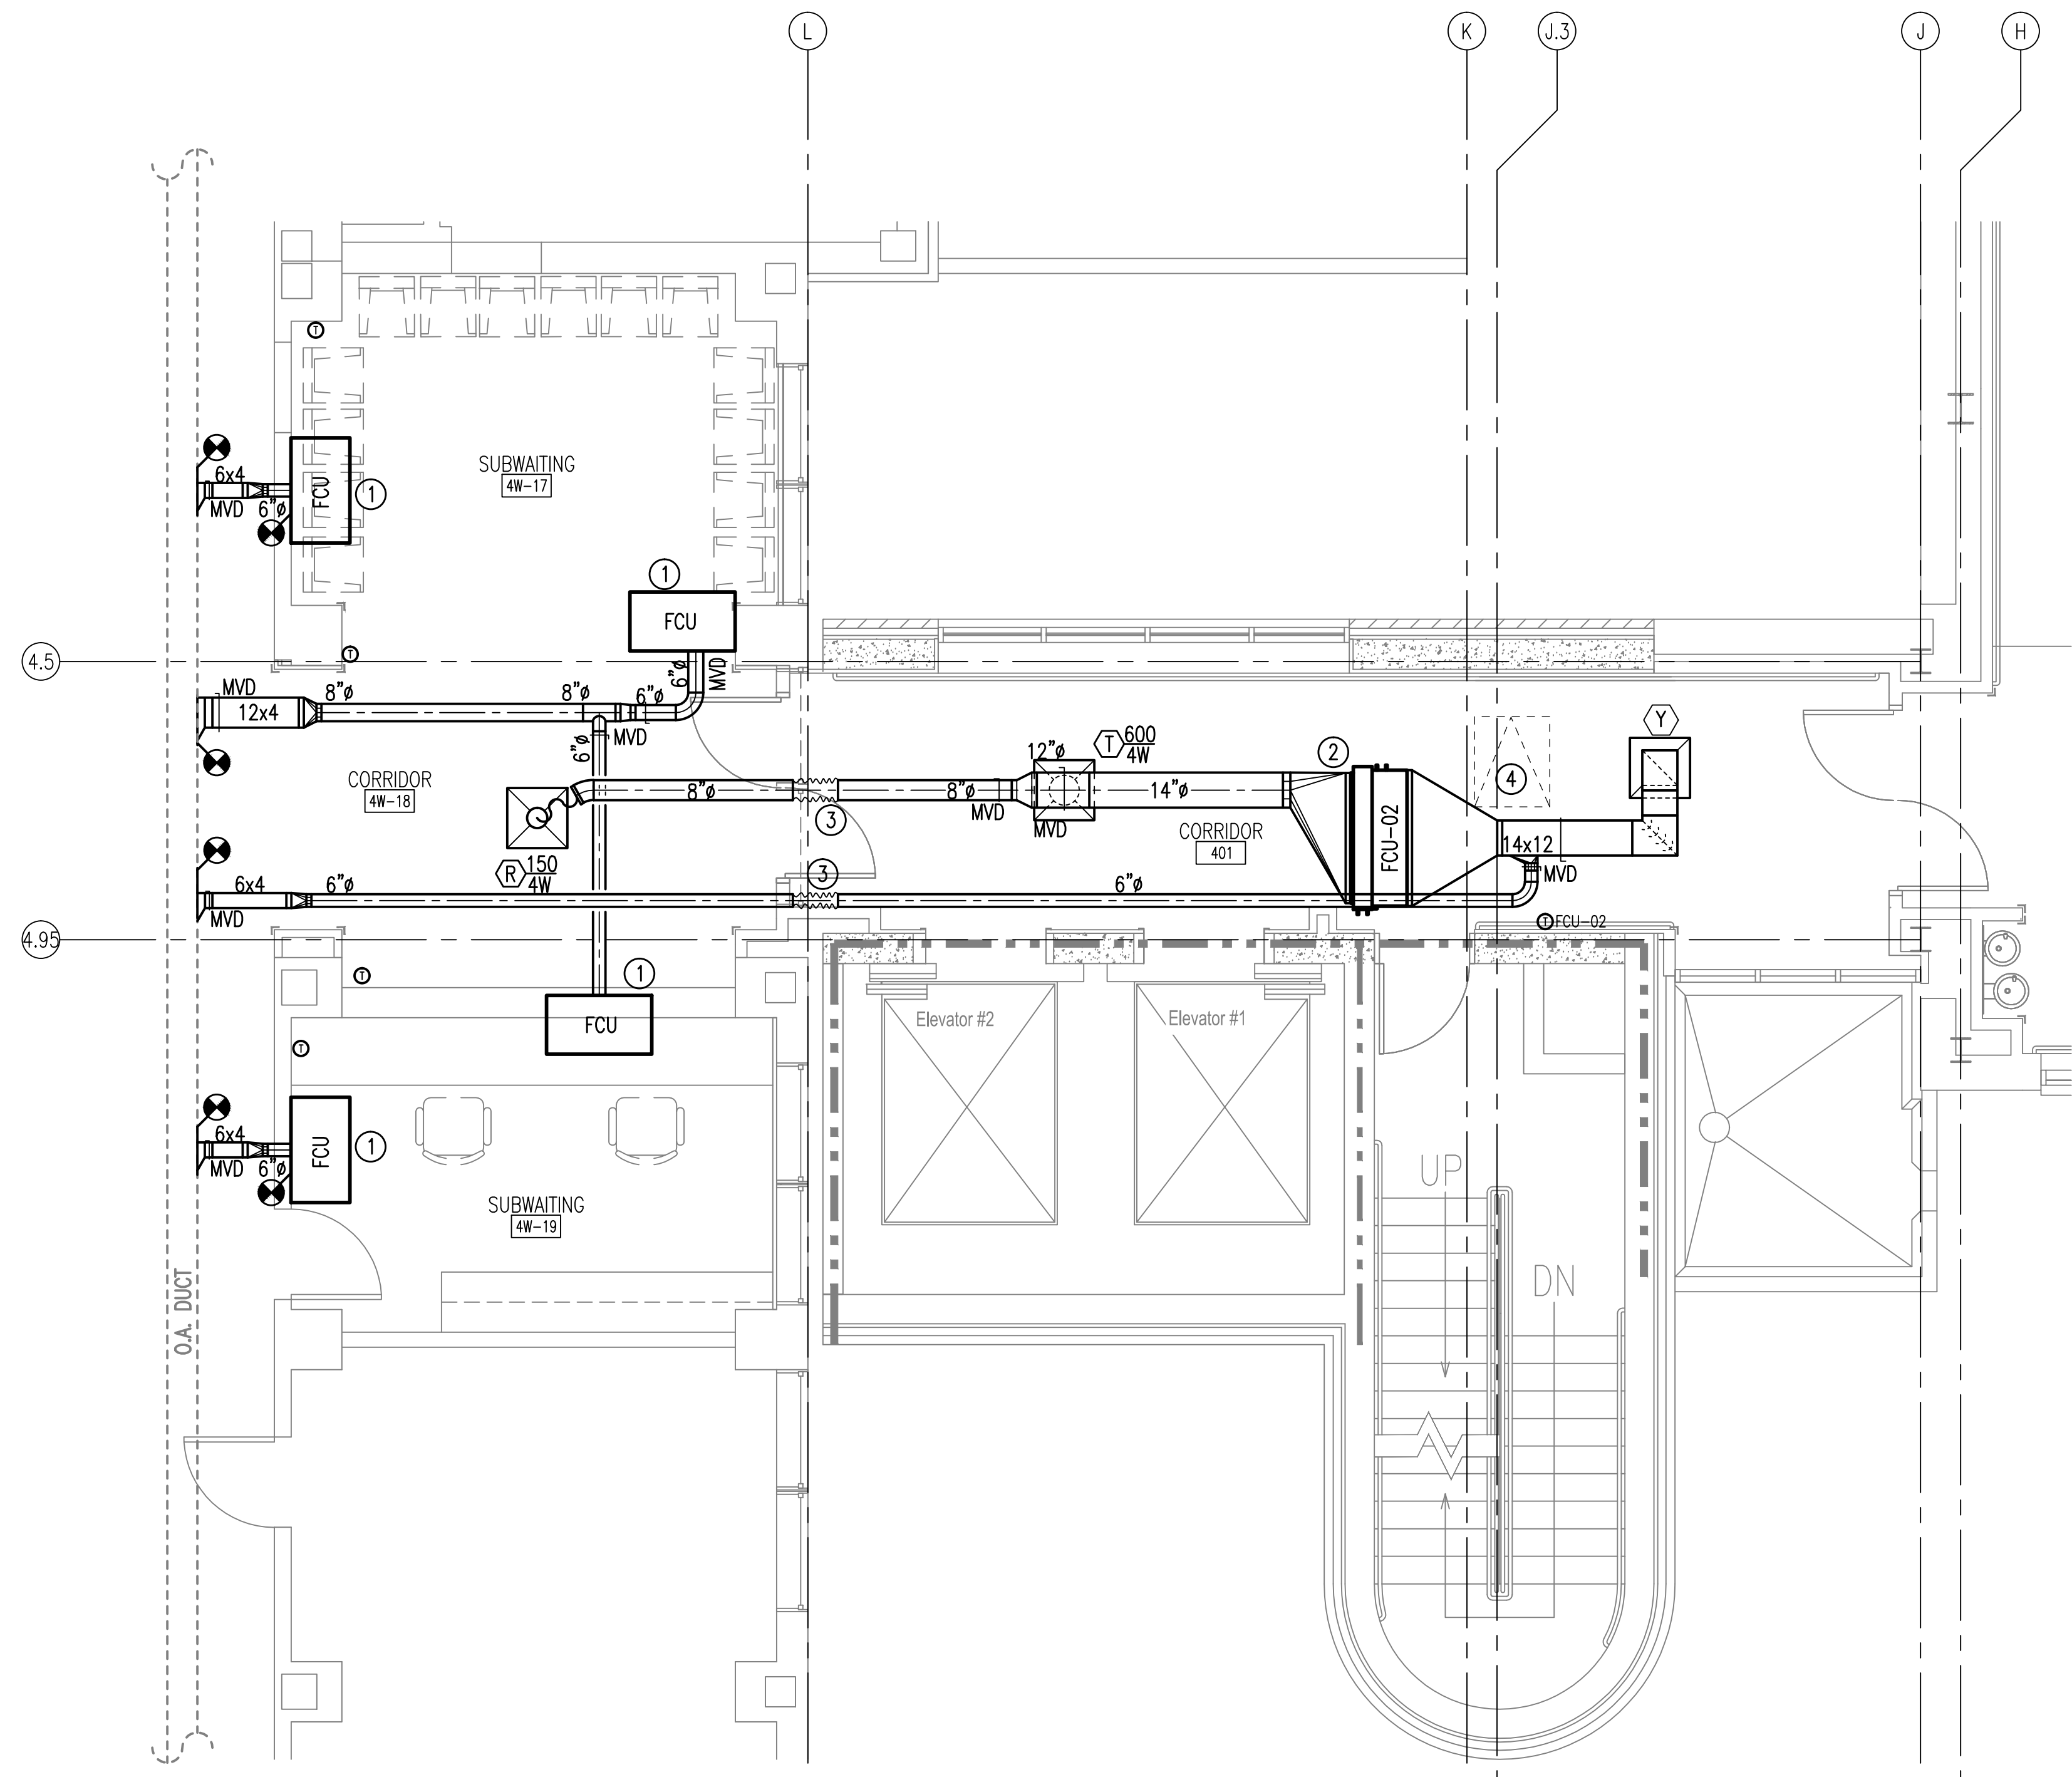 L
K
J.3
J
H
T
SUBWAITING
4W-17
6x4
MVD
6"ø
FCU
1
1
FCU
4.5
T
6"ø
MVD
MVD
12x4
8"ø
8"ø
6"ø
MVD
6"ø
CORRIDOR
4W-18
8"ø
3
8"ø
MVD
12"ø
T
600
4W
MVD
14"ø
2
FCU-02
4
Y
14x12
MVD
CORRIDOR
401
R
150
4W
3
6x4
MVD
6"ø
6"ø
T
FCU-02
4.95
T
1
FCU
T
Elevator #2
Elevator #1
6x4
MVD
6"ø
FCU
1
SUBWAITING
4W-19
UP
DN
O.A. DUCT